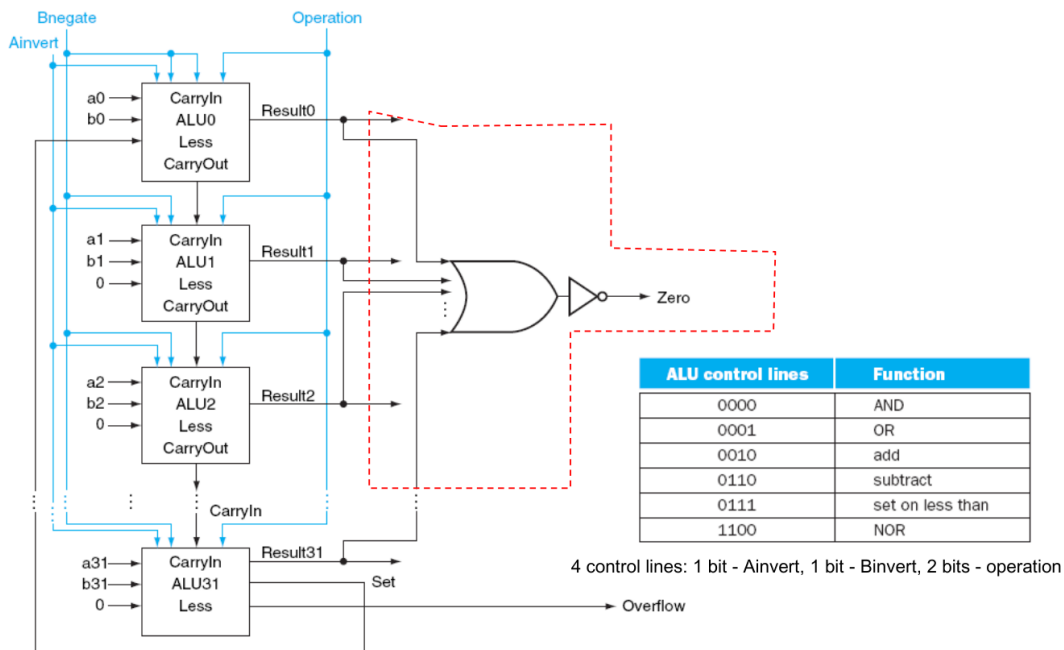 Bnegate
Operation
Ainvert
a0
b0
CarryIn
ALU0
Less
CarryOut
Result0
a1
b1
0
CarryIn
ALU1
Less
CarryOut
Result1
Zero
a2
b2
0
CarryIn
ALU2
Less
CarryOut
Result2
CarryIn
a31
b31
0
CarryIn
ALU31
Less
Result31
Set
Overflow
ALU control lines Function
0000 AND
0001 OR
0010 add
0110 subtract
0111 set on less than
1100 NOR
4 control lines: 1 bit - Ainvert, 1 bit - Binvert, 2 bits - operation